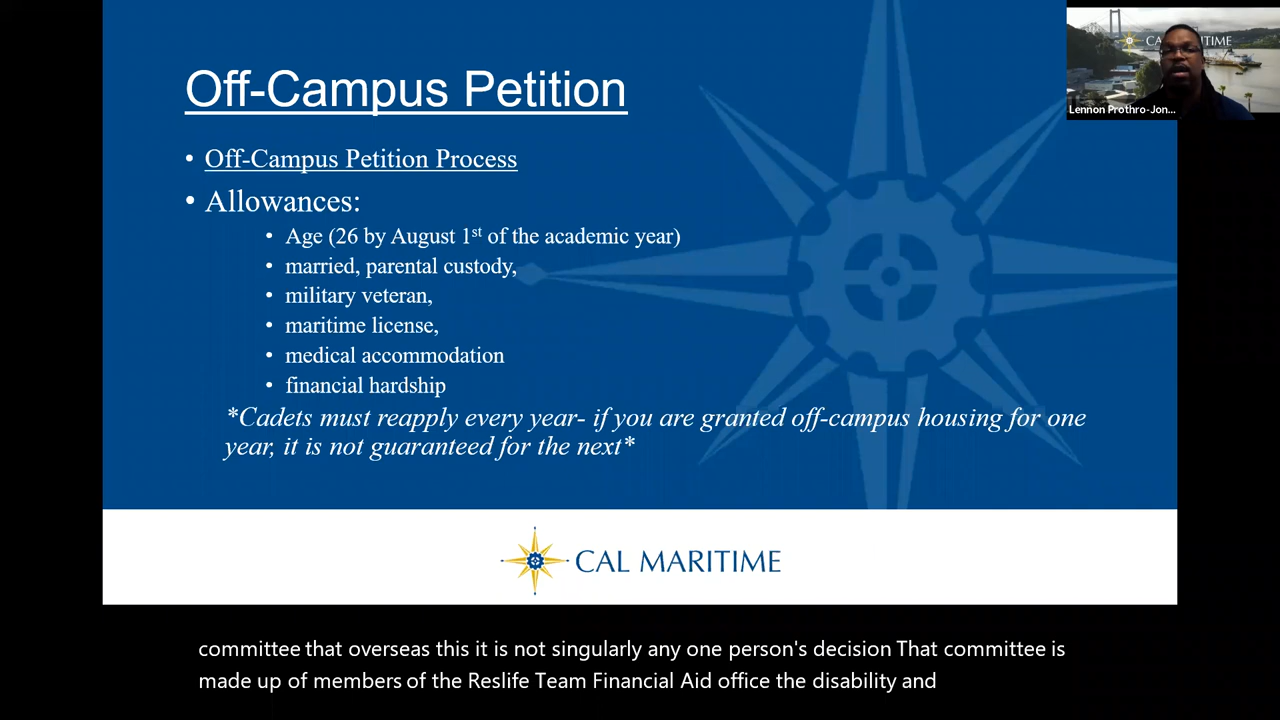 Off-Campus Petition
CAL MARITIME
Lennon Prothro-Jon...
• Off-Campus Petition Process
• Allowances:
• Age (26 by August 1st of the academic year)
• married, parental custody,
• military veteran,
• maritime license,
• medical accommodation
• financial hardship
*Cadets must reapply every year- if you are granted off-campus housing for one
year, it is not guaranteed for the next*
CAL MARITIME
committee that overseas this it is not singularly any one person's decision That committee is
made up of members of the Reslife Team Financial Aid office the disability and